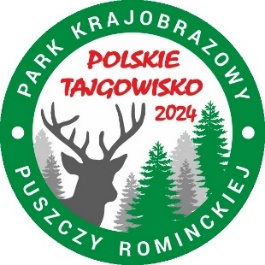 PARK KRAJOBRAZOWY
POLSKIE
TAJGOWISKO
2024
PUSZCZY ROMINCKIEJ